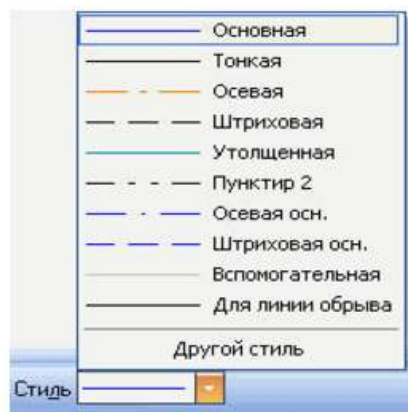 Основная
Тонкая
Осевая
Штриховая
Утолщенная
Пунктир 2
Осевая осн.
Штриховая осн.
Вспомогательная
Для линии обрыва
Другой стиль
Стиль